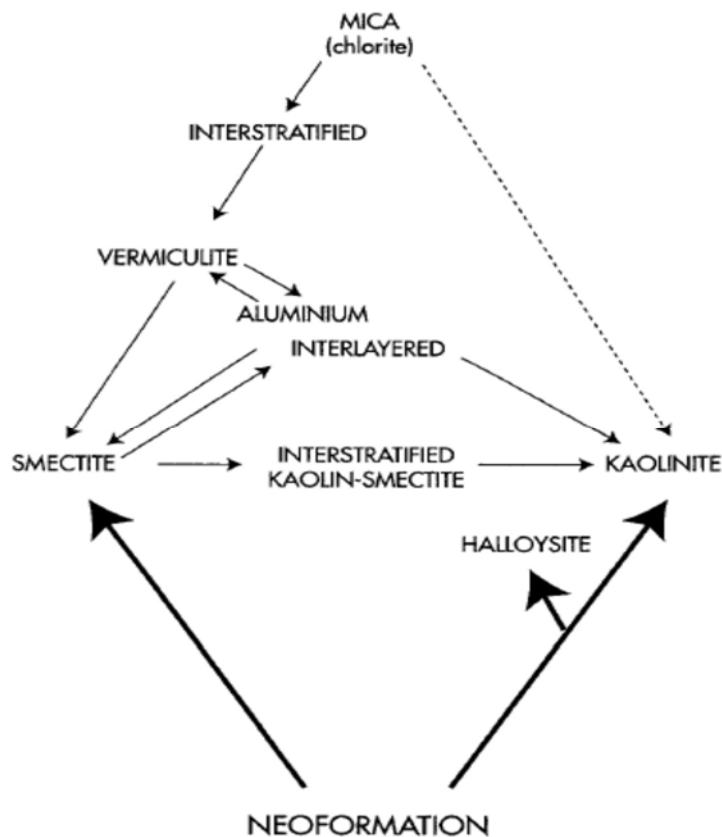 MICA
(chlorite)
INTERSTRATIFIED
VERMICULITE
ALUMINIUM
INTERLAYERED
SMECTITE
INTERSTRATIFIED
KAOLIN-SMECTITE
KAOLINITE
HALLOYSITE
NEOFORMATION